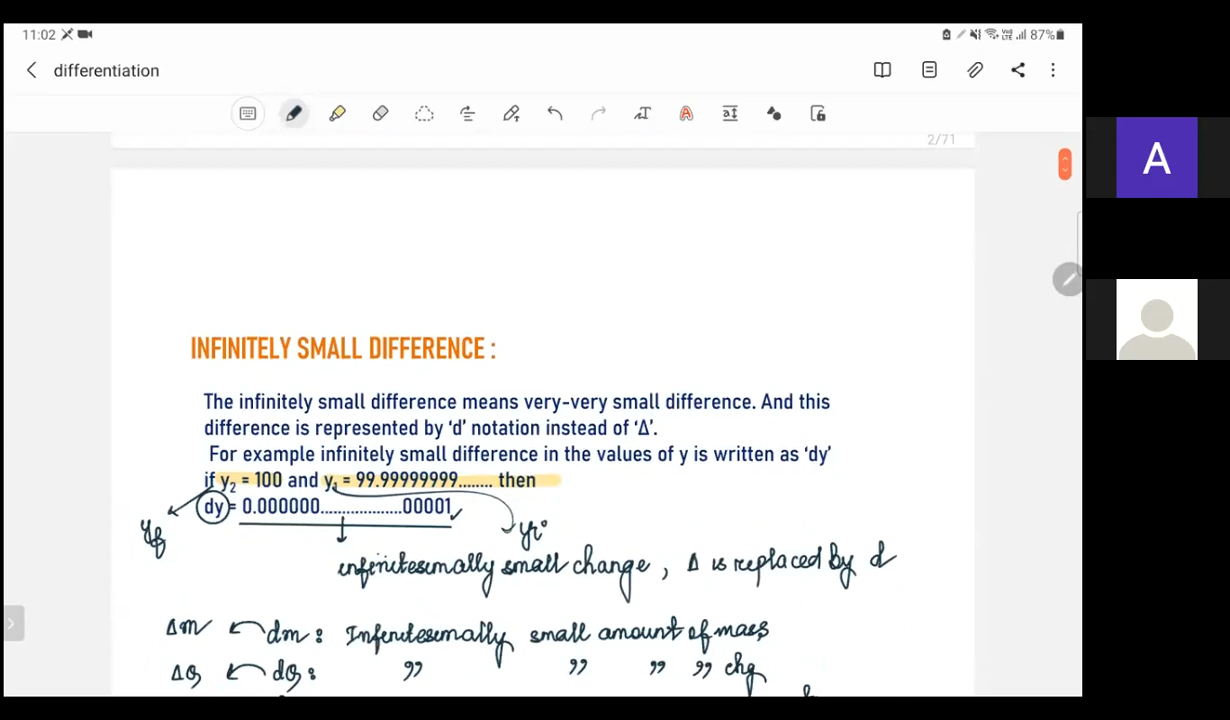 11:02
87%
differentiation
2/71
A
INFINITELY SMALL DIFFERENCE :
The infinitely small difference means very-very small difference. And this
difference is represented by ‘d’ notation instead of ‘Δ’.
For example infinitely small difference in the values of y is written as ‘dy’
if y₂ = 100 and y₁ = 99.99999999........ then
dy = 0.000000...................00001
yf
yi
infinitesimally small change, Δ is replaced by d
Δm dm : Infinitesimally small amount of mass
Δq dq : " " " " chg